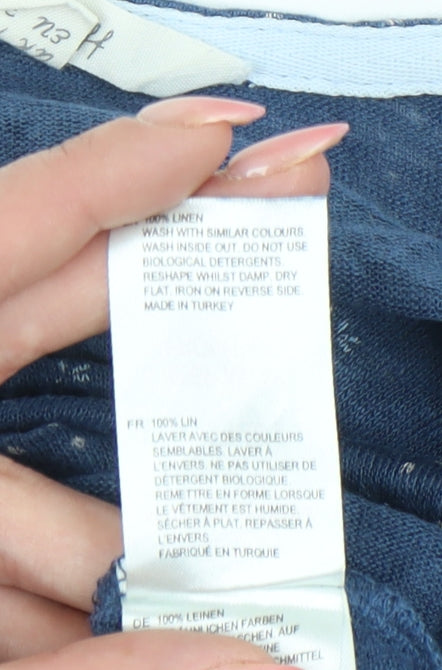 100% LINEN
WASH WITH SIMILAR COLOURS.
WASH INSIDE OUT. DO NOT USE
BIOLOGICAL DETERGENTS.
RESHAPE WHILST DAMP. DRY
FLAT. IRON ON REVERSE SIDE.
MADE IN TURKEY
FR 100% LIN
LAVER AVEC DES COULEURS
SEMBLABLES. LAVER À
L'ENVERS. NE PAS UTILISER DE
DÉTERGENT BIOLOGIQUE.
REMETTRE EN FORME LORSQUE
LE VÊTEMENT EST HUMIDE.
SÉCHER À PLAT. REPASSER À
L'ENVERS.
FABRIQUÉ EN TURQUIE
DE 100% LEINEN
FARBEN
AUF